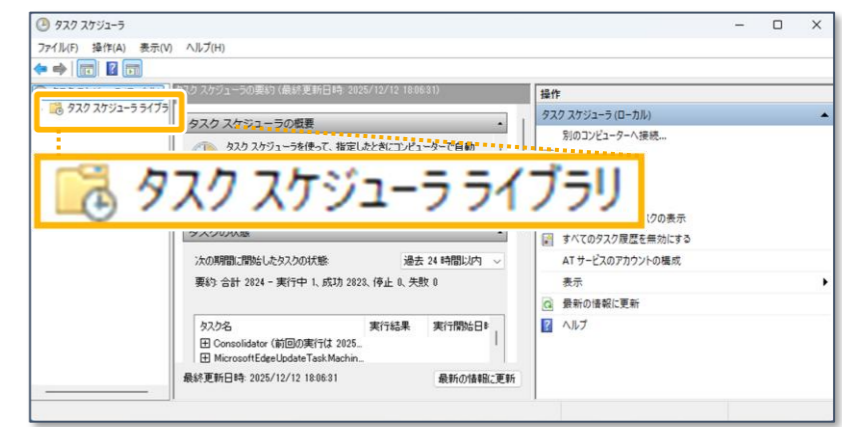 タスク スケジューラ
ファイル(F) 操作(A) 表示(V) ヘルプ(H)
タスク スケジューラの要約 (最終更新日時: 2025/12/12 18:06:31)
操作
タスク スケジューラ ライブラ
タスク スケジューラ (ローカル)
タスク スケジューラの概要
別のコンピューターへ接続...
タスク スケジューラを使って、指定したときにコンピューターで自動
タスク スケジューラ ライブラリ
クの表示
タスクの状態
すべてのタスク履歴を無効にする
次の期間に開始したタスクの状態:
過去 24 時間以内
AT サービスのアカウントの構成
要約: 合計 2824 - 実行中 1、成功 2823、停止 0、失敗 0
表示
最新の情報に更新
タスク名 実行結果 実行開始日
ヘルプ
Consolidator (前回の実行は 2025...
MicrosoftEdgeUpdateTaskMachin...
最終更新日時: 2025/12/12 18:06:31
最新の情報に更新